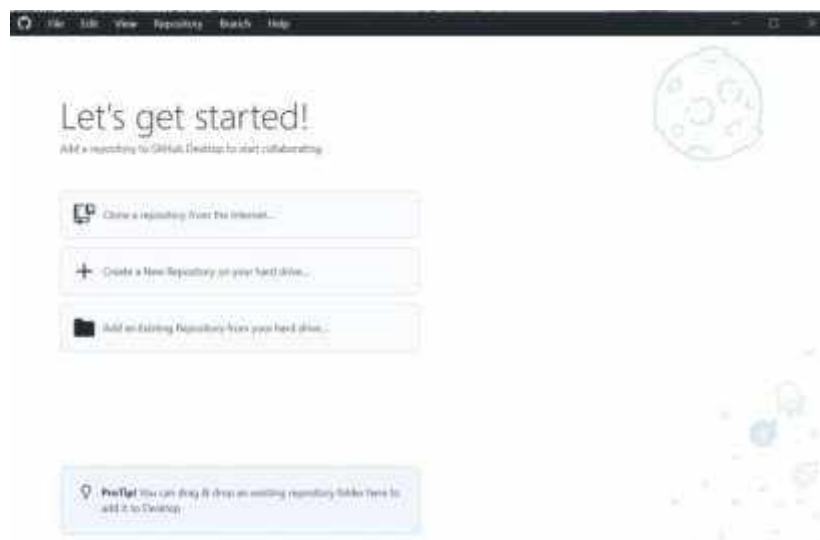 File Edit View Repository Branch Help
Let's get started!
Add a repository to GitHub Desktop to start collaborating
Clone a repository from the Internet...
Create a New Repository on your hard drive...
Add an Existing Repository from your hard drive...
ProTip! You can drag & drop an existing repository folder here to
add it to Desktop